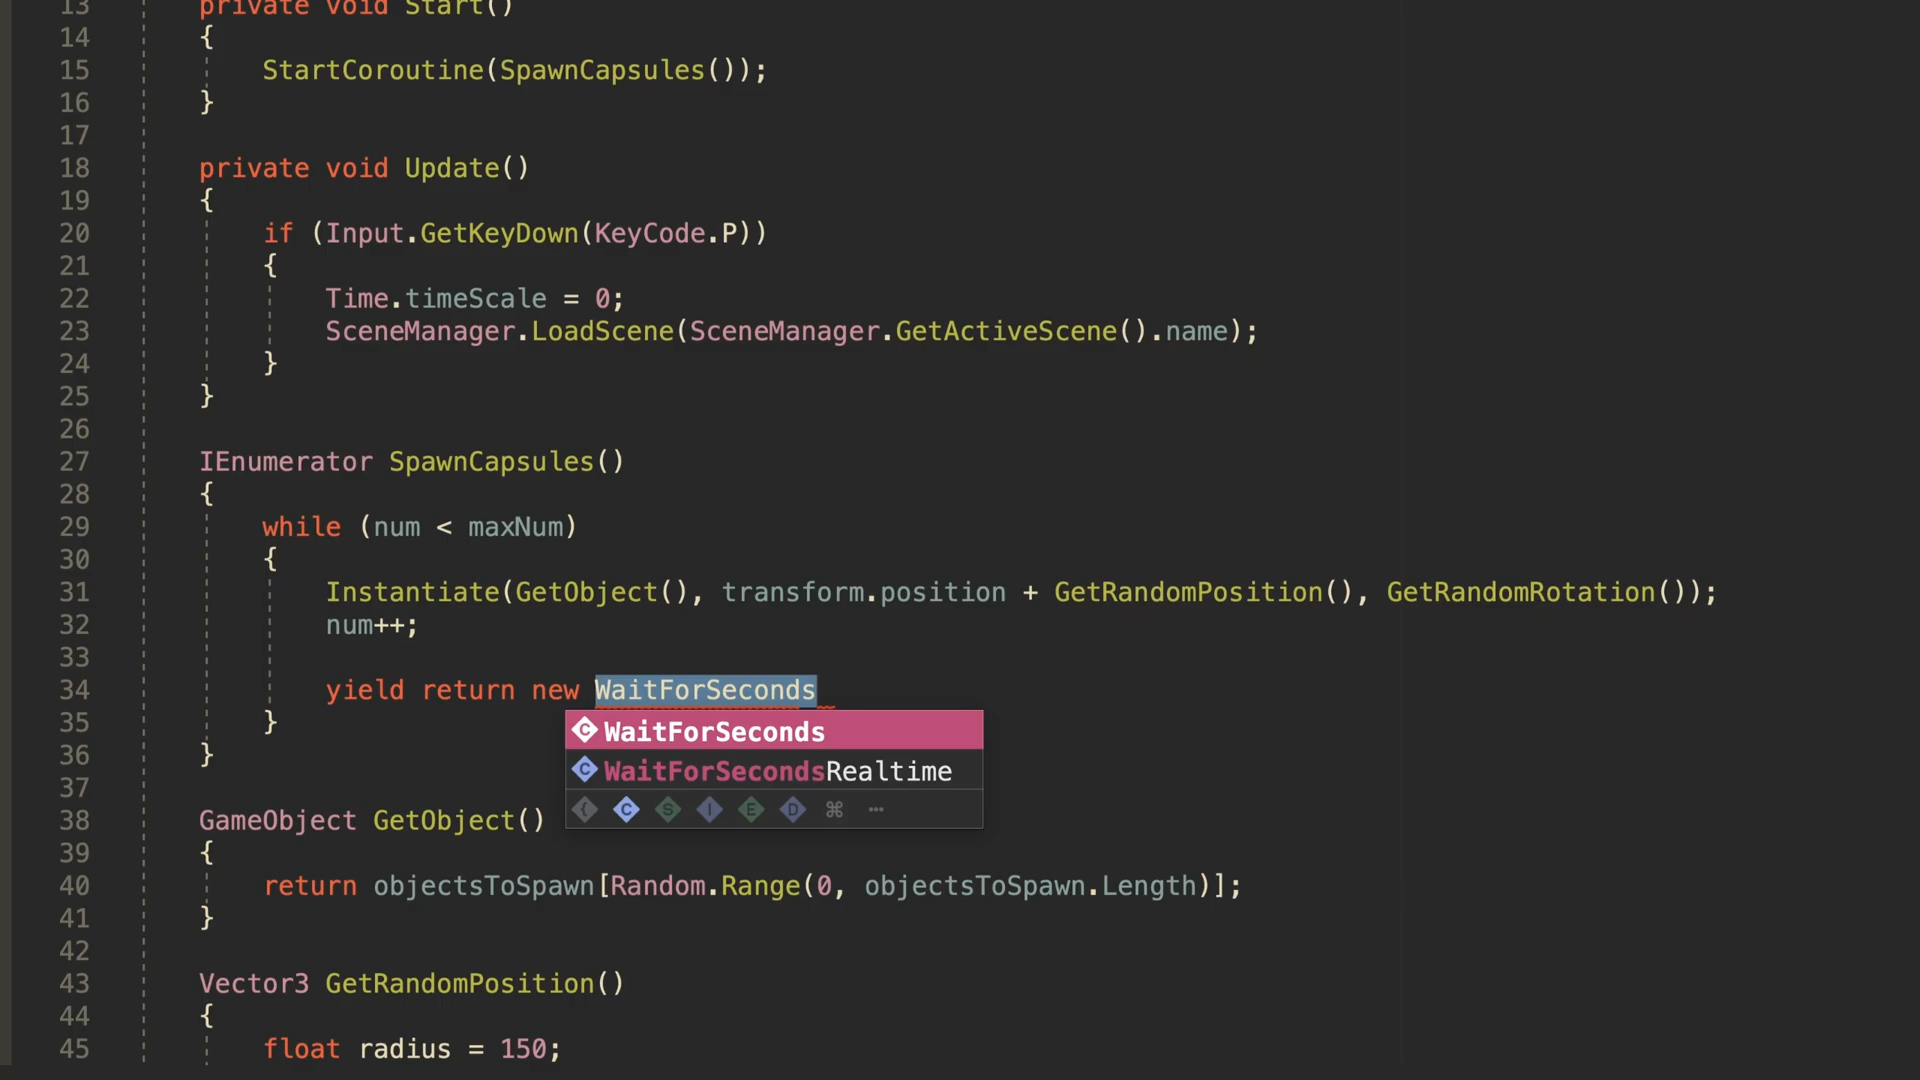 13 private void Start()
14 {
15 StartCoroutine(SpawnCapsules());
16 }
17
18 private void Update()
19 {
20 if (Input.GetKeyDown(KeyCode.P))
21 {
22 Time.timeScale = 0;
23 SceneManager.LoadScene(SceneManager.GetActiveScene().name);
24 }
25 }
26
27 IEnumerator SpawnCapsules()
28 {
29 while (num < maxNum)
30 {
31 Instantiate(GetObject(), transform.position + GetRandomPosition(), GetRandomRotation());
32 num++;
33
34 yield return new WaitForSeconds
35 }
C WaitForSeconds
36 }
C WaitForSecondsRealtime
37
{ C S I E D ⌘ ···
38 GameObject GetObject()
39 {
40 return objectsToSpawn[Random.Range(0, objectsToSpawn.Length)];
41 }
42
43 Vector3 GetRandomPosition()
44 {
45 float radius = 150;